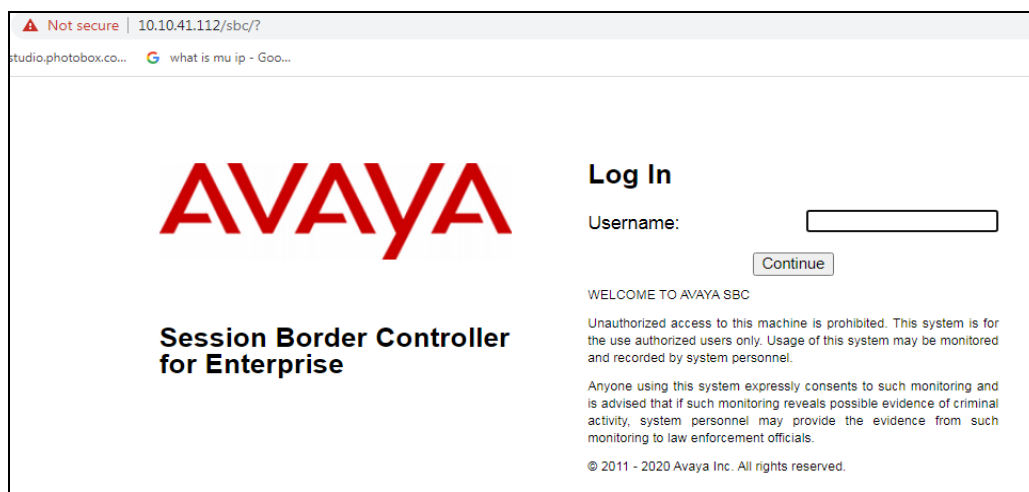 Not secure | 10.10.41.112/sbc/?
studio.photobox.co... what is mu ip - Goo...
AVAYA
Session Border Controller
for Enterprise
Log In
Username:
Continue
WELCOME TO AVAYA SBC
Unauthorized access to this machine is prohibited. This system is for
the use authorized users only. Usage of this system may be monitored
and recorded by system personnel.
Anyone using this system expressly consents to such monitoring and
is advised that if such monitoring reveals possible evidence of criminal
activity, system personnel may provide the evidence from such
monitoring to law enforcement officials.
© 2011 - 2020 Avaya Inc. All rights reserved.